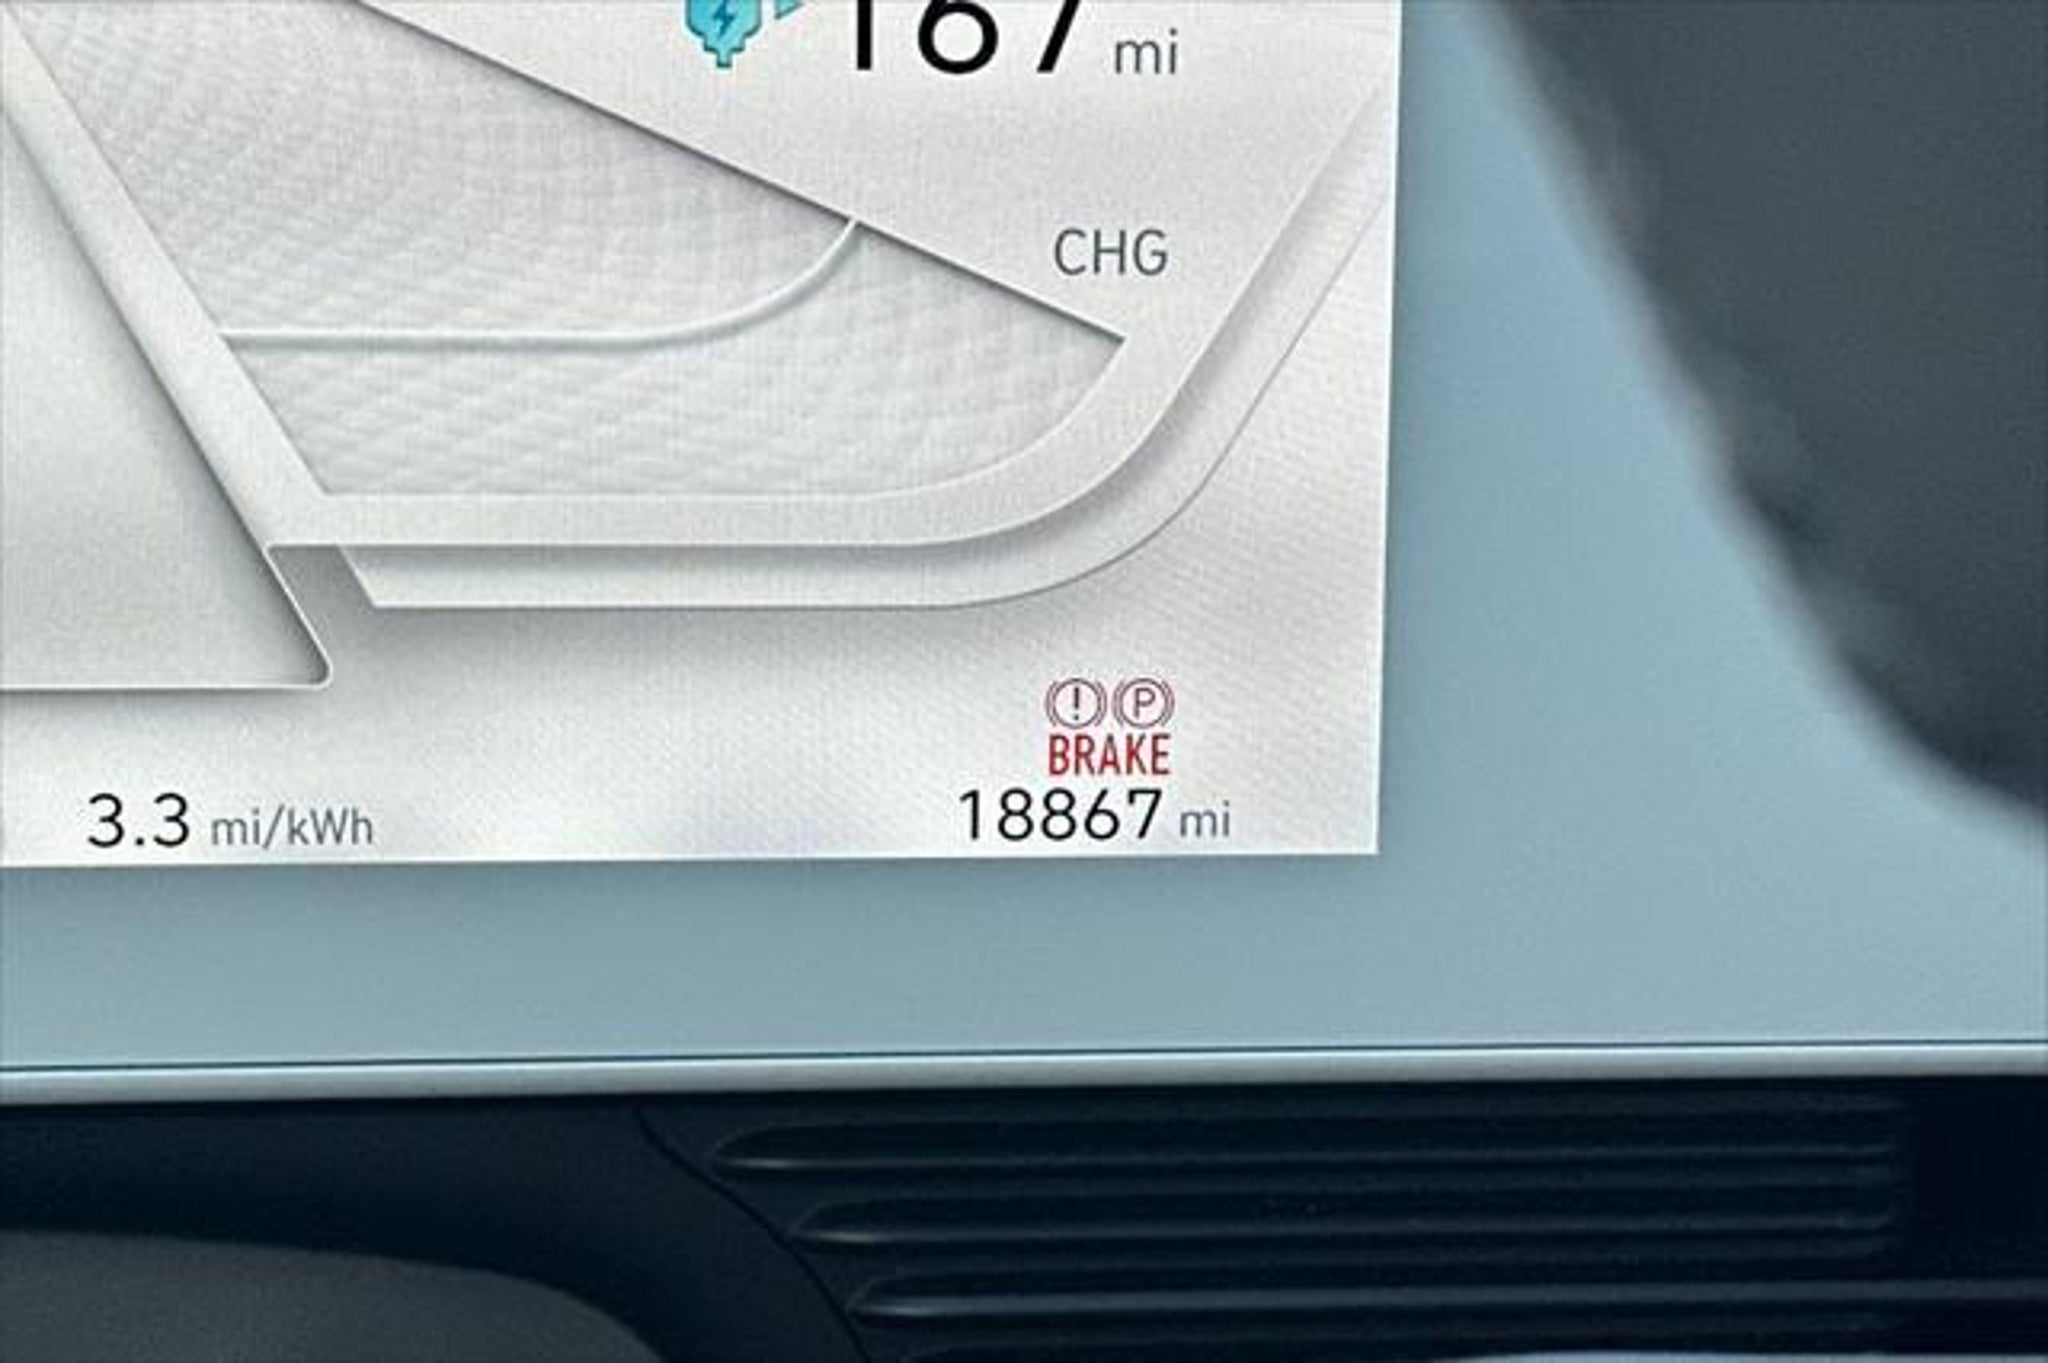 167 mi
CHG
P
BRAKE
3.3 mi/kWh
18867 mi